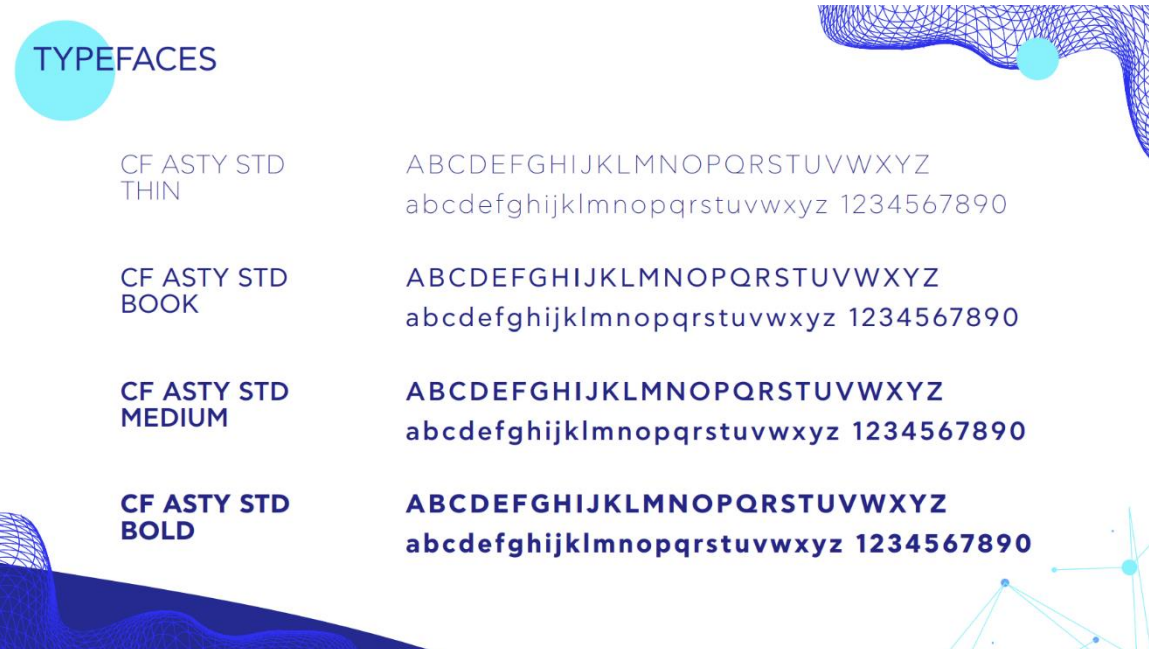 TYPEFACES
CF ASTY STD
THIN
ABCDEFGHIJKLMNOPQRSTUVWXYZ
abcdefghijklmnopqrstuvwxyz 1234567890
CF ASTY STD
BOOK
ABCDEFGHIJKLMNOPQRSTUVWXYZ
abcdefghijklmnopqrstuvwxyz 1234567890
CF ASTY STD
MEDIUM
ABCDEFGHIJKLMNOPQRSTUVWXYZ
abcdefghijklmnopqrstuvwxyz 1234567890
CF ASTY STD
BOLD
ABCDEFGHIJKLMNOPQRSTUVWXYZ
abcdefghijklmnopqrstuvwxyz 1234567890